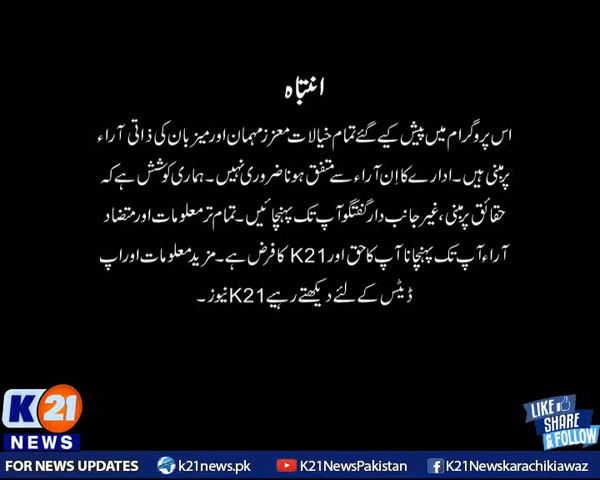 انتباہ
اس پروگرام میں پیش کیے گئے تمام خیالات معزز مہمان اور میزبان کی ذاتی آراء
پر مبنی ہیں۔ ادارے کا اِن آراء سے متفق ہونا ضروری نہیں۔ ہماری کوشش ہے کہ
حقائق پر مبنی، غیر جانب دار گفتگو آپ تک پہنچائیں۔ تمام تر معلومات اور متضاد
آراء آپ تک پہنچانا آپ کا حق اور K21 کا فرض ہے۔ مزید معلومات اور اپ
ڈیٹس کے لئے دیکھتے رہیے K21 نیوز۔
K21
NEWS
LIKE
SHARE
& FOLLOW
FOR NEWS UPDATES k21news.pk K21NewsPakistan K21Newskarachikiawaz